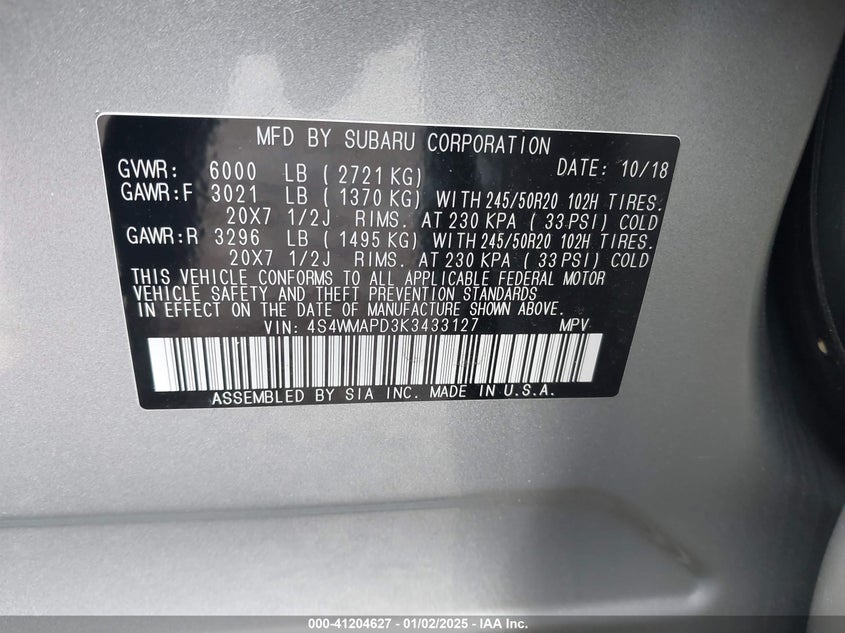 MFD BY SUBARU CORPORATION
GVWR: 6000 LB ( 2721 KG) DATE: 10/18
GAWR:F 3021 LB ( 1370 KG) WITH 245/50R20 102H TIRES.
20X7 1/2J RIMS. AT 230 KPA ( 33 PSI) COLD
GAWR:R 3296 LB ( 1495 KG) WITH 245/50R20 102H TIRES.
20X7 1/2J RIMS. AT 230 KPA ( 33 PSI) COLD
THIS VEHICLE CONFORMS TO ALL APPLICABLE FEDERAL MOTOR
VEHICLE SAFETY AND THEFT PREVENTION STANDARDS
IN EFFECT ON THE DATE OF MANUFACTURE SHOWN ABOVE.
VIN: 4S4WMAPD3K3433127 MPV
ASSEMBLED BY SIA INC. MADE IN U.S.A.
000-41204627 - 01/02/2025 - IAA Inc.